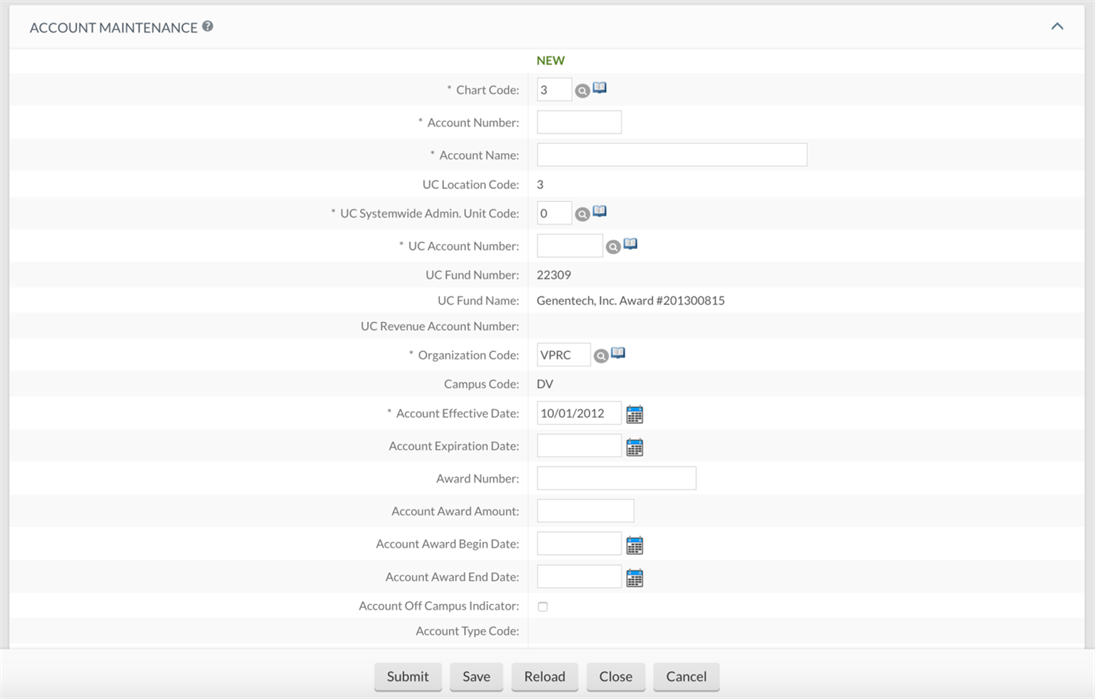 ACCOUNT MAINTENANCE ?
NEW
* Chart Code: 3
* Account Number:
* Account Name:
UC Location Code: 3
* UC Systemwide Admin. Unit Code: 0
* UC Account Number:
UC Fund Number: 22309
UC Fund Name: Genentech, Inc. Award #201300815
UC Revenue Account Number:
* Organization Code: VPRC
Campus Code: DV
* Account Effective Date: 10/01/2012
Account Expiration Date:
Award Number:
Account Award Amount:
Account Award Begin Date:
Account Award End Date:
Account Off Campus Indicator:
Account Type Code:
Submit Save Reload Close Cancel